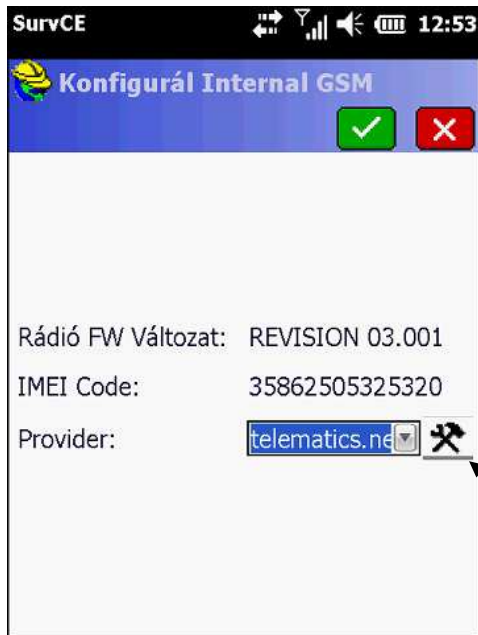 SurvCE 12:53
Konfigurál Internal GSM
Rádió FW Változat: REVISION 03.001
IMEI Code: 35862505325320
Provider: telematics.ne